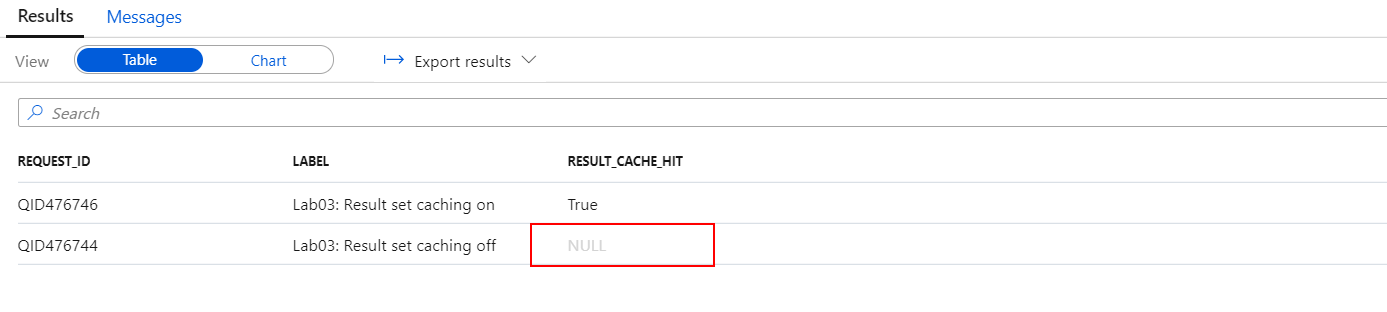 Results Messages
View Table Chart Export results
Search
REQUEST_ID LABEL RESULT_CACHE_HIT
QID476746 Lab03: Result set caching on True
QID476744 Lab03: Result set caching off NULL